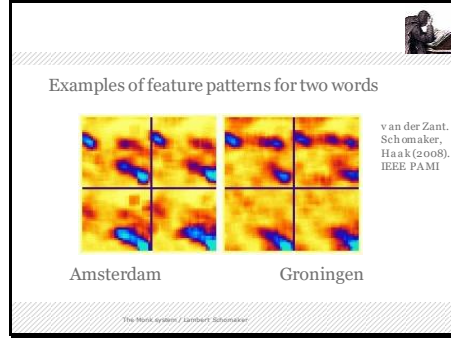 Examples of feature patterns for two words
v an der Zant.
Schomaker,
Haak (2008).
IEEE PAMI
Amsterdam
Groningen
The Monk system / Lambert Schomaker